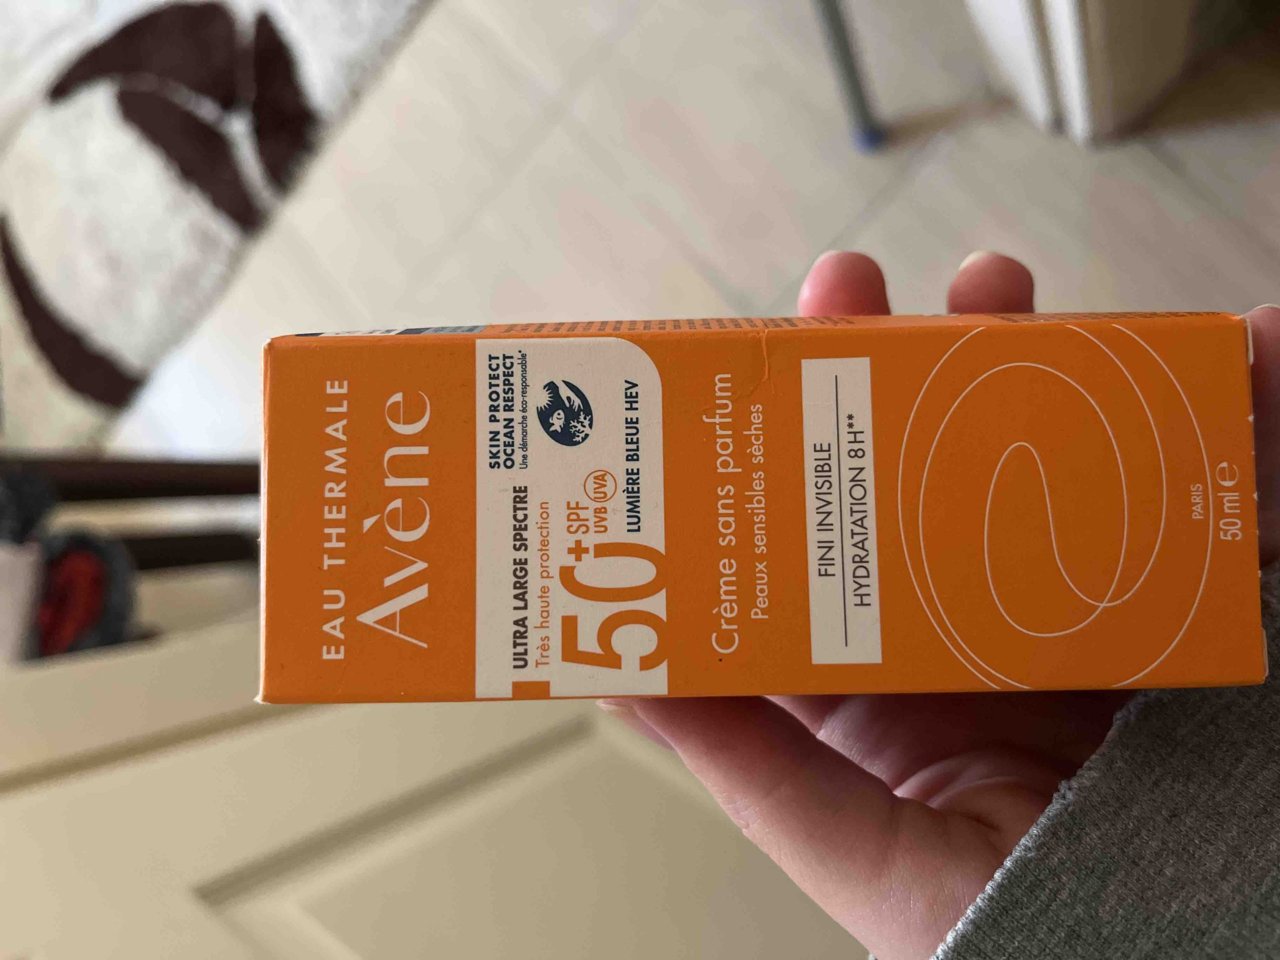 EAU THERMALE
Avène
ULTRA LARGE SPECTRE
Très haute protection
50+ SPF
UVB UVA
LUMIÈRE BLEUE HEV
SKIN PROTECT
OCEAN RESPECT
Une démarche éco-responsable*
Crème sans parfum
Peaux sensibles sèches
FINI INVISIBLE
HYDRATATION 8H**
PARIS
50 ml ℮